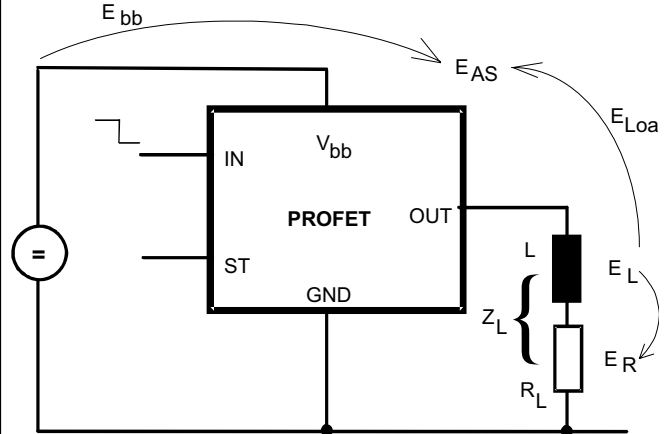 E bb
E AS
E Loa
V bb
IN
PROFET
OUT
L
=
ST
E L
GND
Z L {
E R
R L